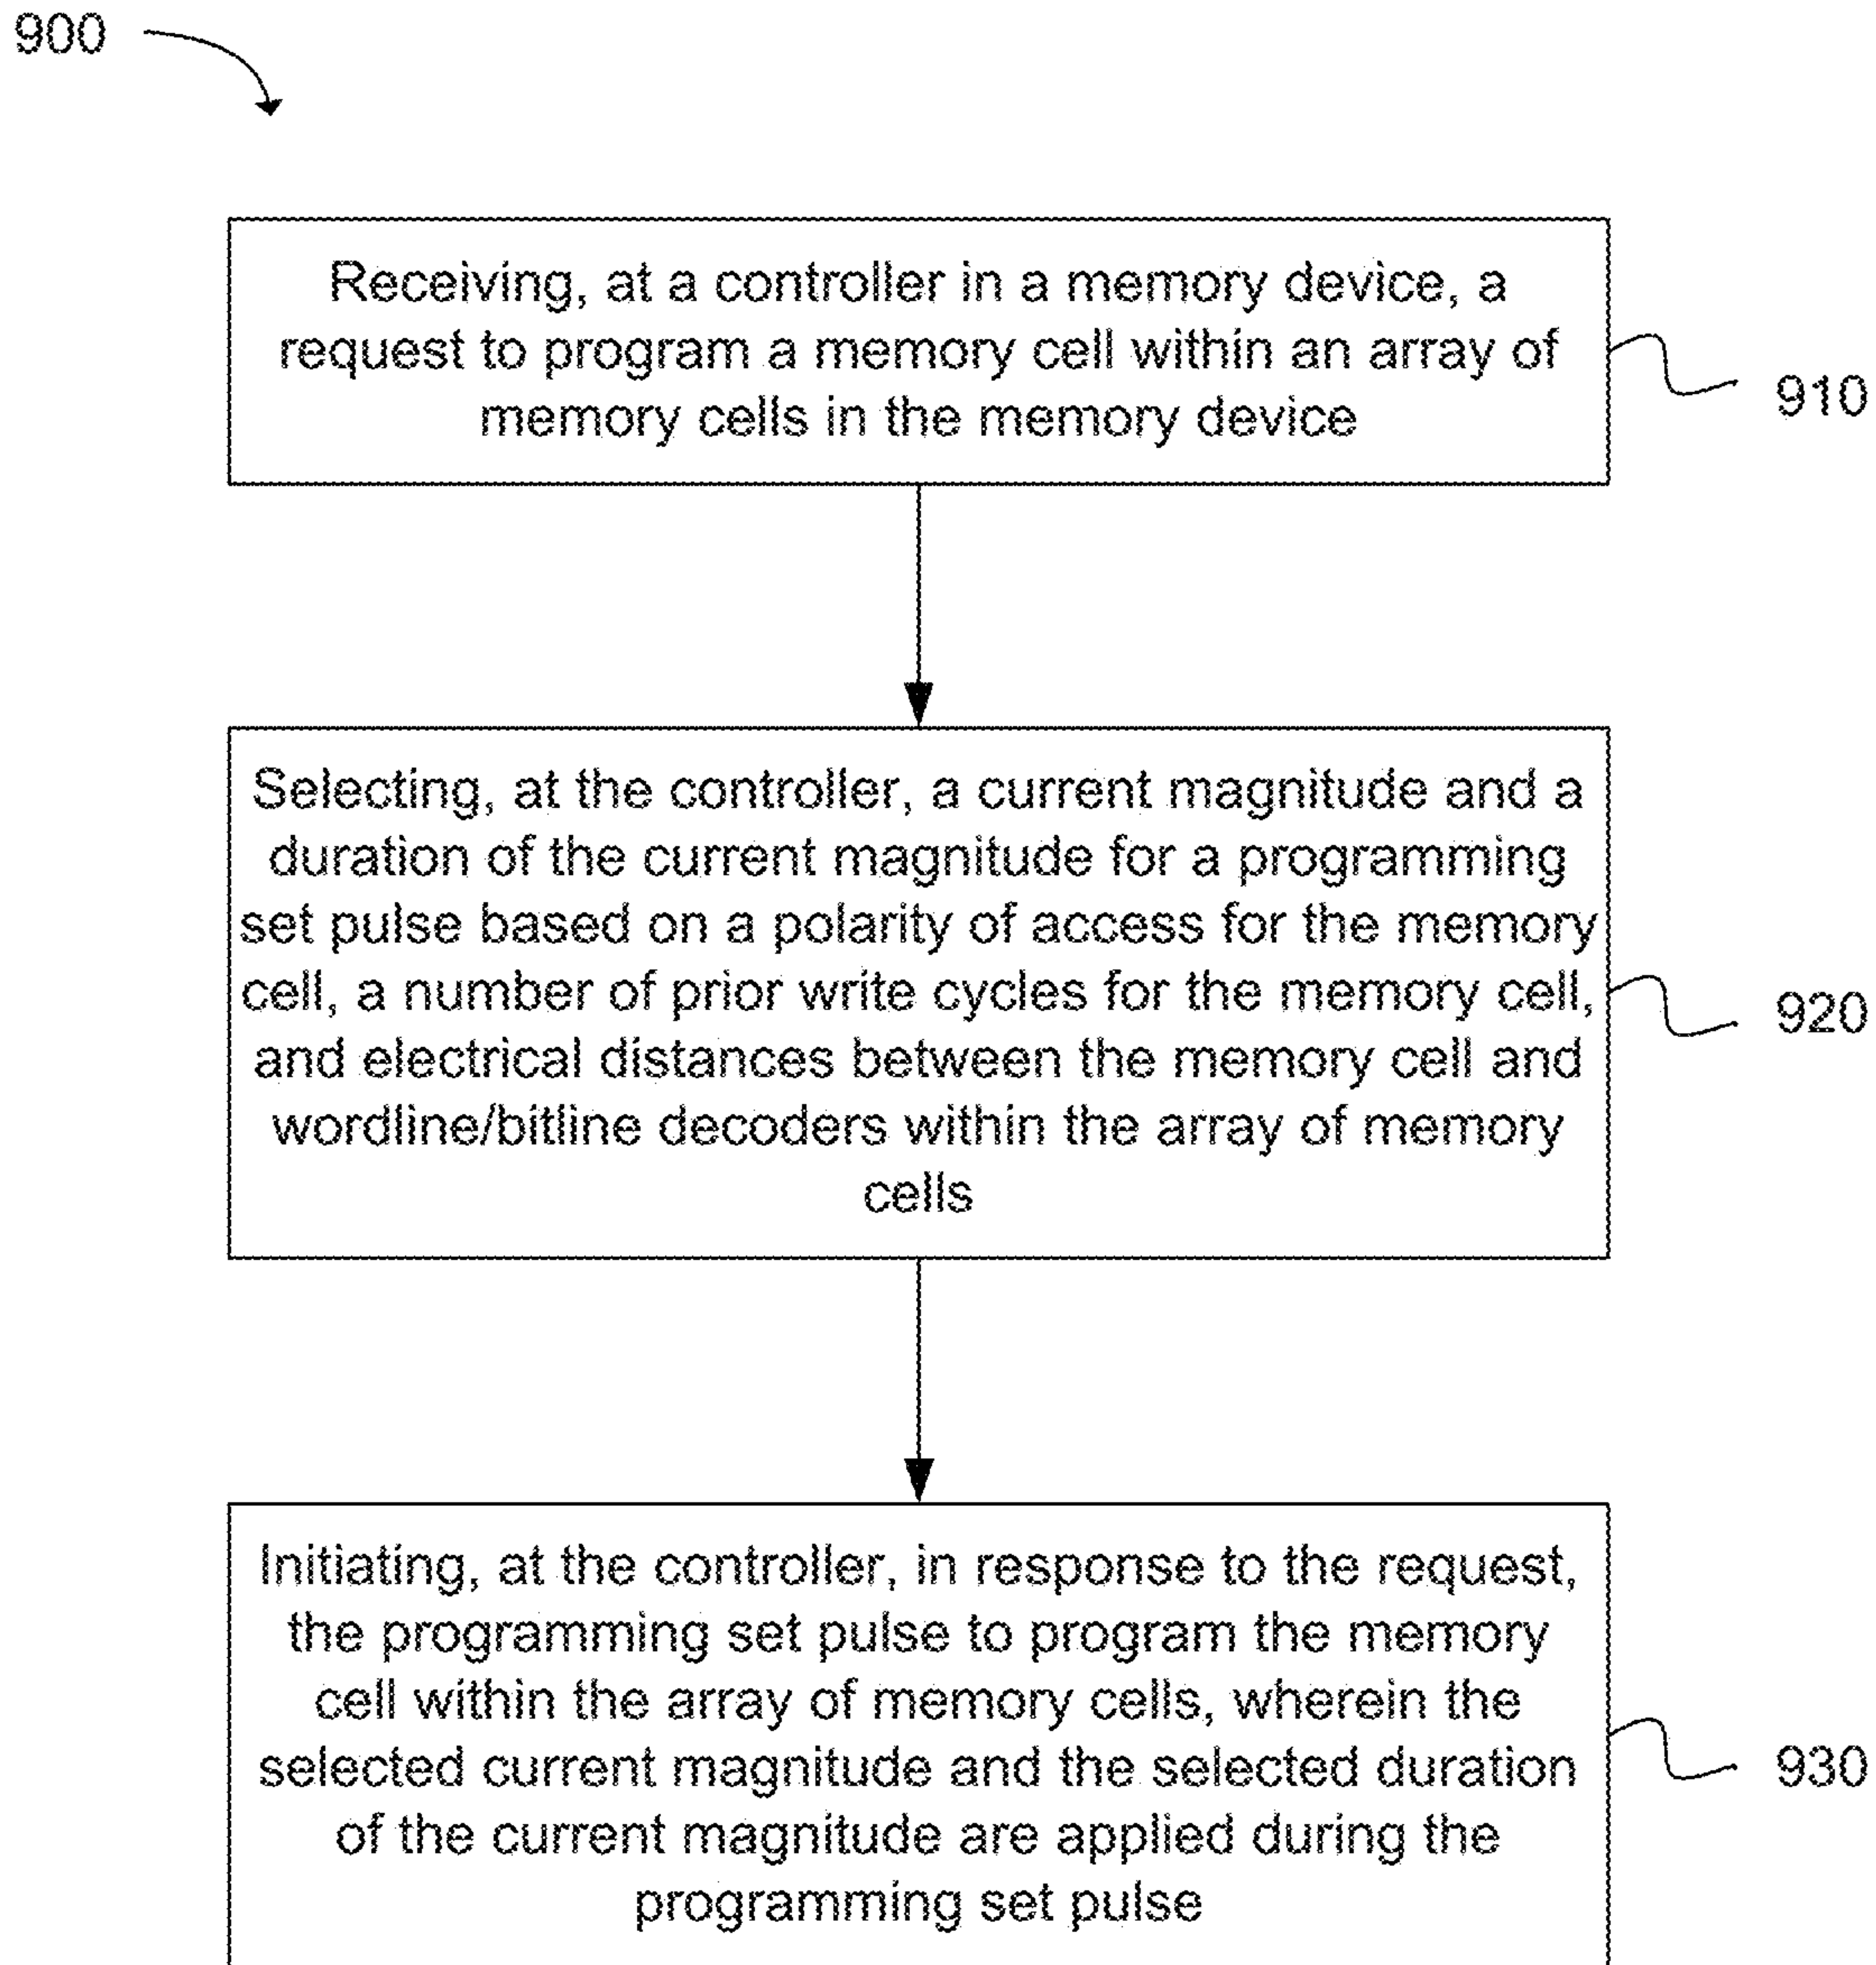 900
Receiving, at a controller in a memory device, a
request to program a memory cell within an array of
memory cells in the memory device
910
Selecting, at the controller, a current magnitude and a
duration of the current magnitude for a programming
set pulse based on a polarity of access for the memory
cell, a number of prior write cycles for the memory cell,
and electrical distances between the memory cell and
wordline/bitline decoders within the array of memory
cells
920
Initiating, at the controller, in response to the request,
the programming set pulse to program the memory
cell within the array of memory cells, wherein the
selected current magnitude and the selected duration
of the current magnitude are applied during the
programming set pulse
930